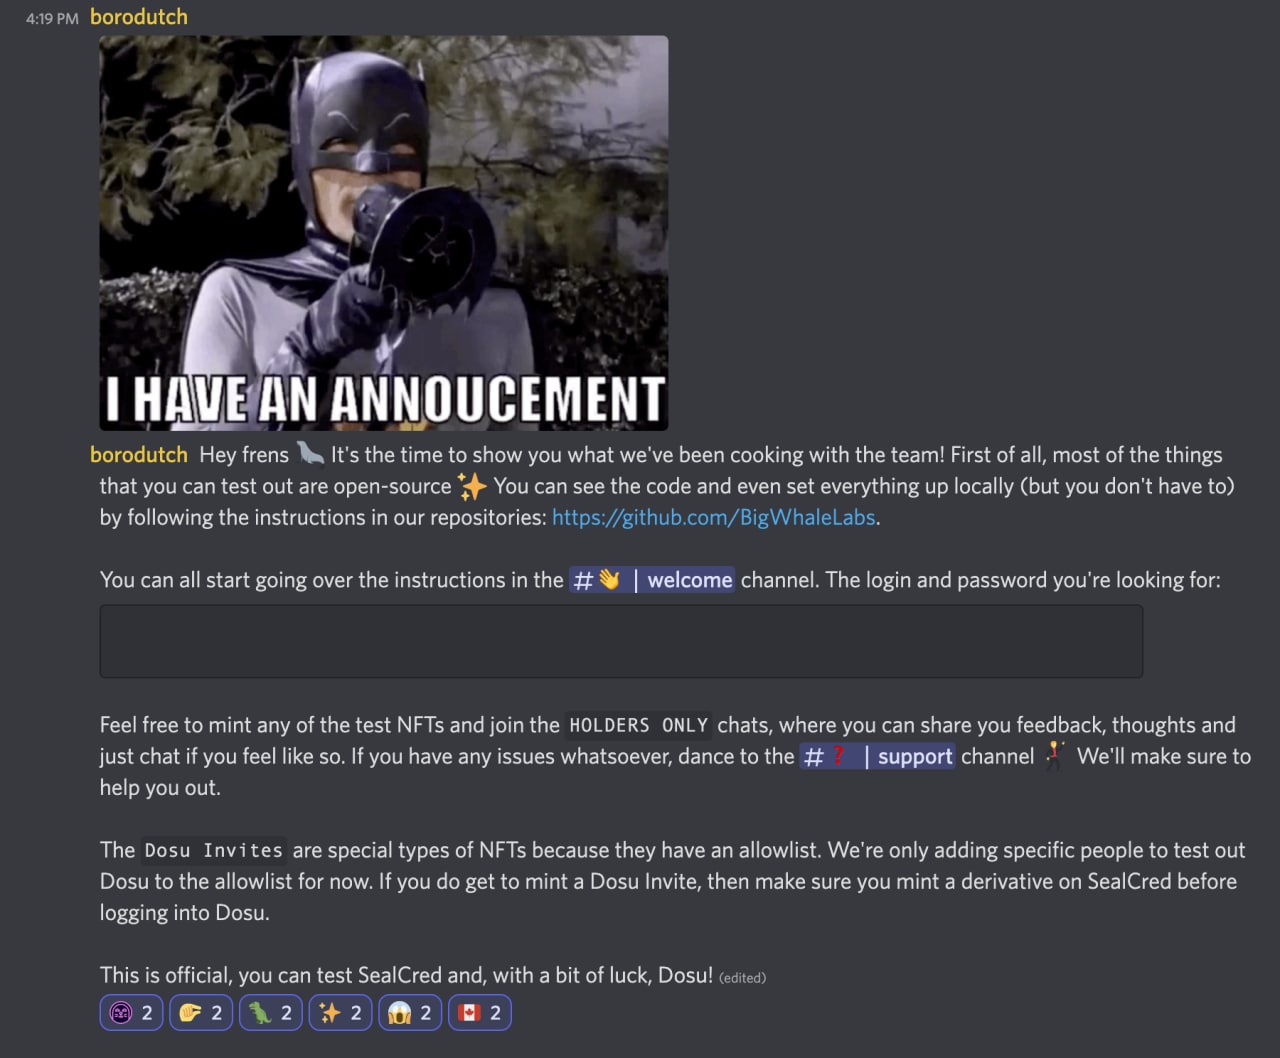 4:19 PM borodutch
I HAVE AN ANNOUCEMENT
borodutch Hey frens 🦭 It's the time to show you what we've been cooking with the team! First of all, most of the things
that you can test out are open-source ✨ You can see the code and even set everything up locally (but you don't have to)
by following the instructions in our repositories: https://github.com/BigWhaleLabs.
You can all start going over the instructions in the #👋 | welcome channel. The login and password you're looking for:
Feel free to mint any of the test NFTs and join the HOLDERS ONLY chats, where you can share you feedback, thoughts and
just chat if you feel like so. If you have any issues whatsoever, dance to the #❓ | support channel 🕺 We'll make sure to
help you out.
The Dosu Invites are special types of NFTs because they have an allowlist. We're only adding specific people to test out
Dosu to the allowlist for now. If you do get to mint a Dosu Invite, then make sure you mint a derivative on SealCred before
logging into Dosu.
This is official, you can test SealCred and, with a bit of luck, Dosu! (edited)
2 2 2 2 2 2